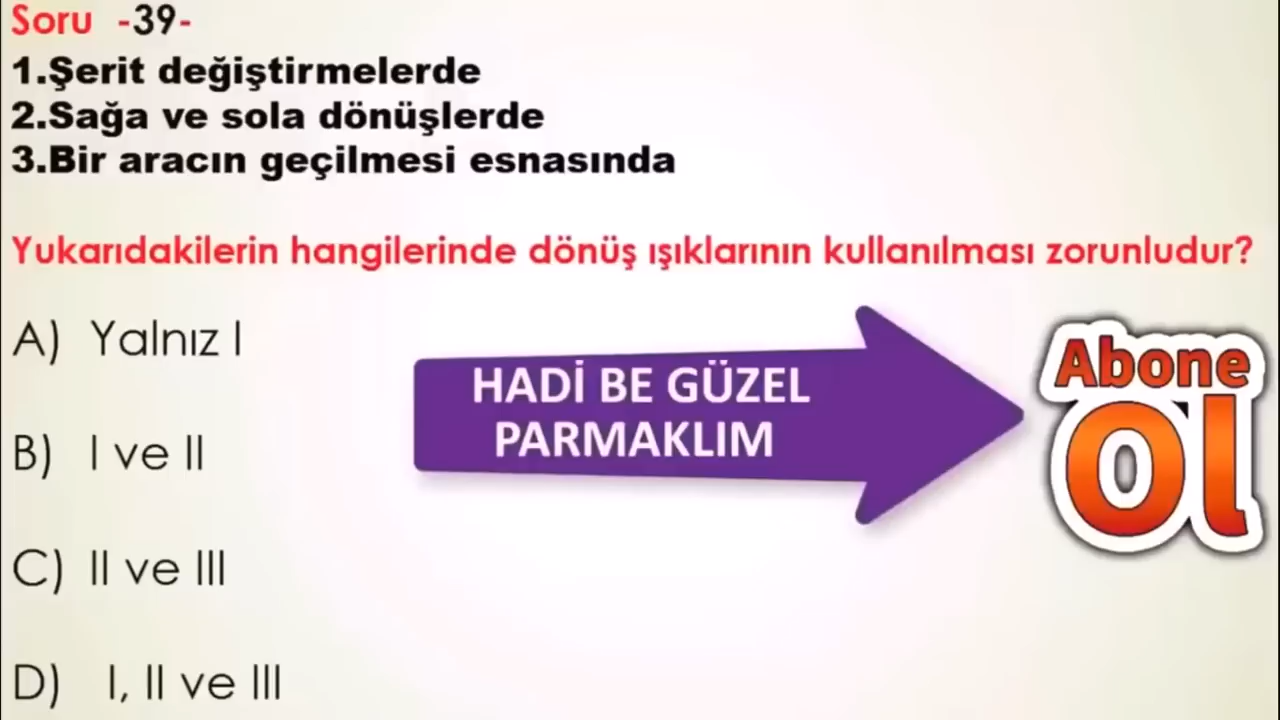 Soru -39-
1.Şerit değiştirmelerde
2.Sağa ve sola dönüşlerde
3.Bir aracın geçilmesi esnasında
Yukarıdakilerin hangilerinde dönüş ışıklarının kullanılması zorunludur?
A) Yalnız I
B) I ve II
C) II ve III
D) I, II ve III
HADİ BE GÜZEL
PARMAKLIM
Abone
Ol